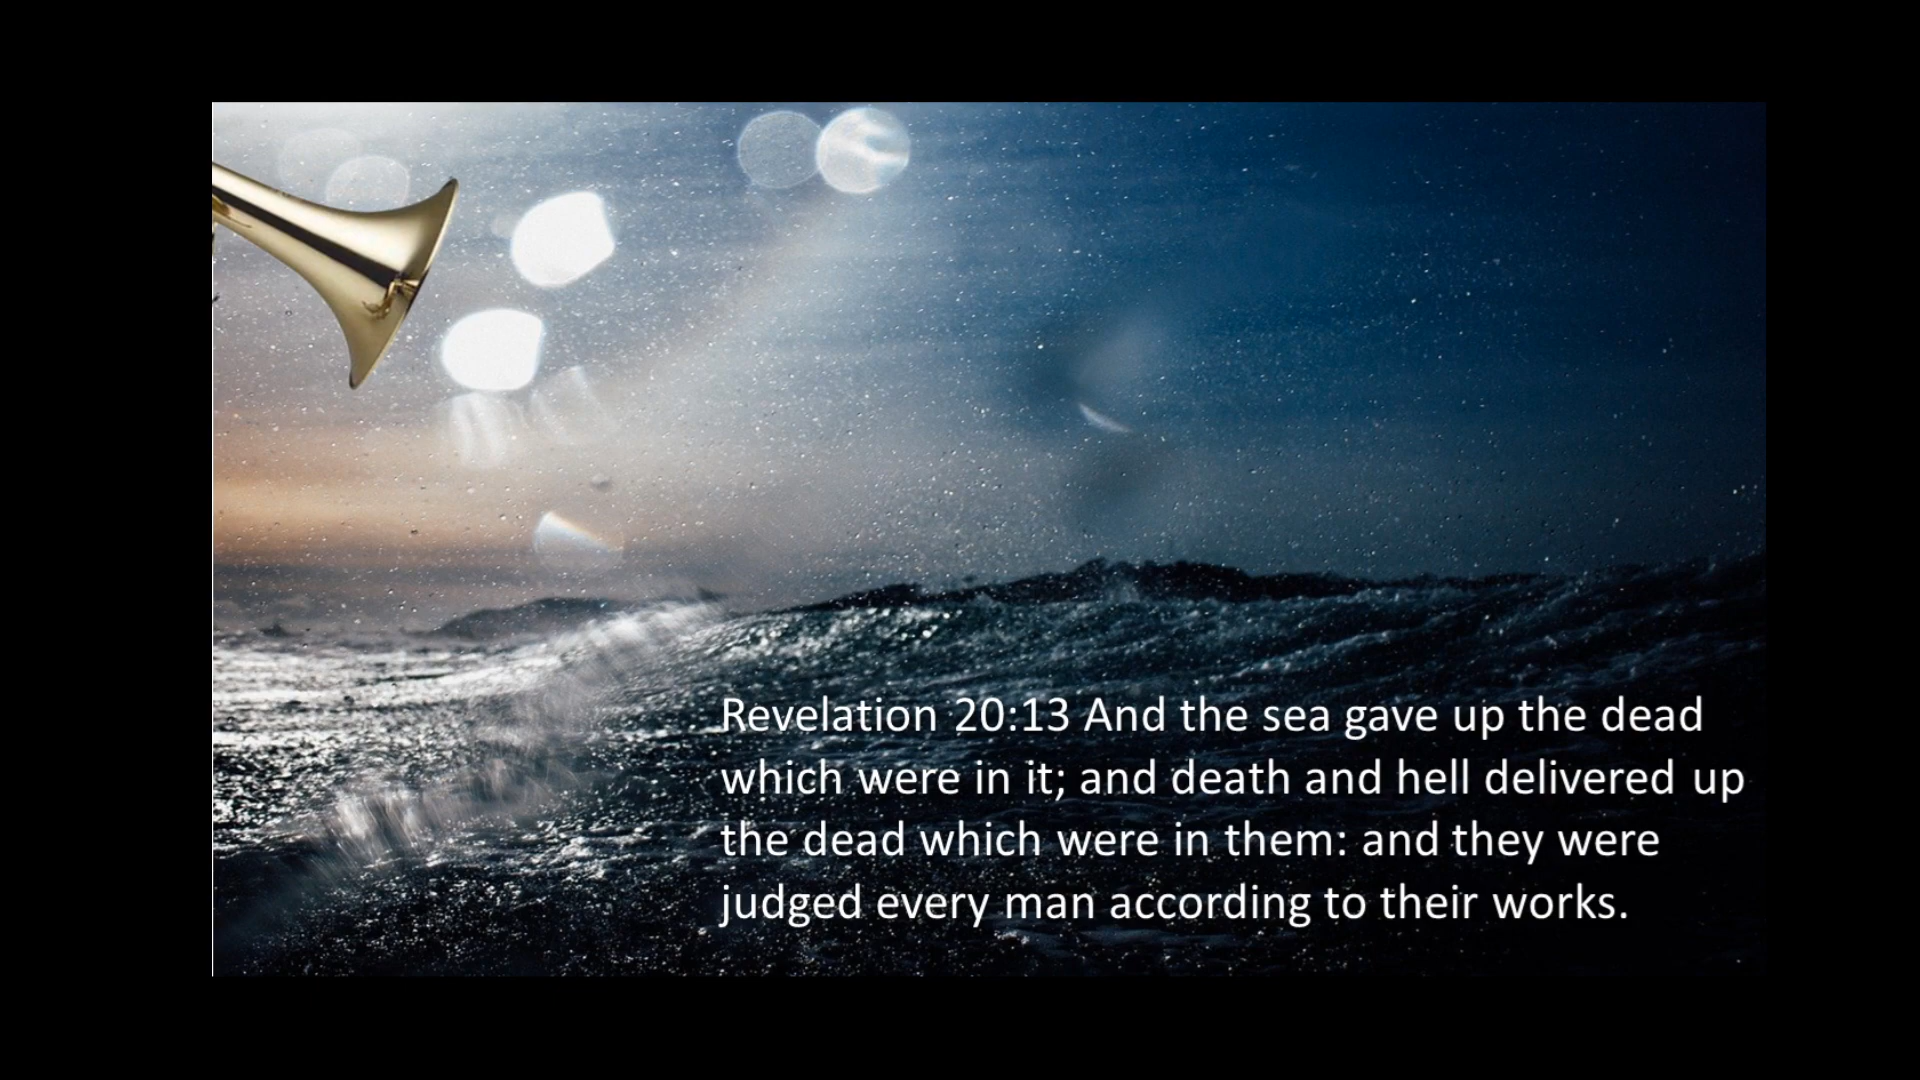 Revelation 20:13 And the sea gave up the dead
which were in it; and death and hell delivered up
the dead which were in them: and they were
judged every man according to their works.